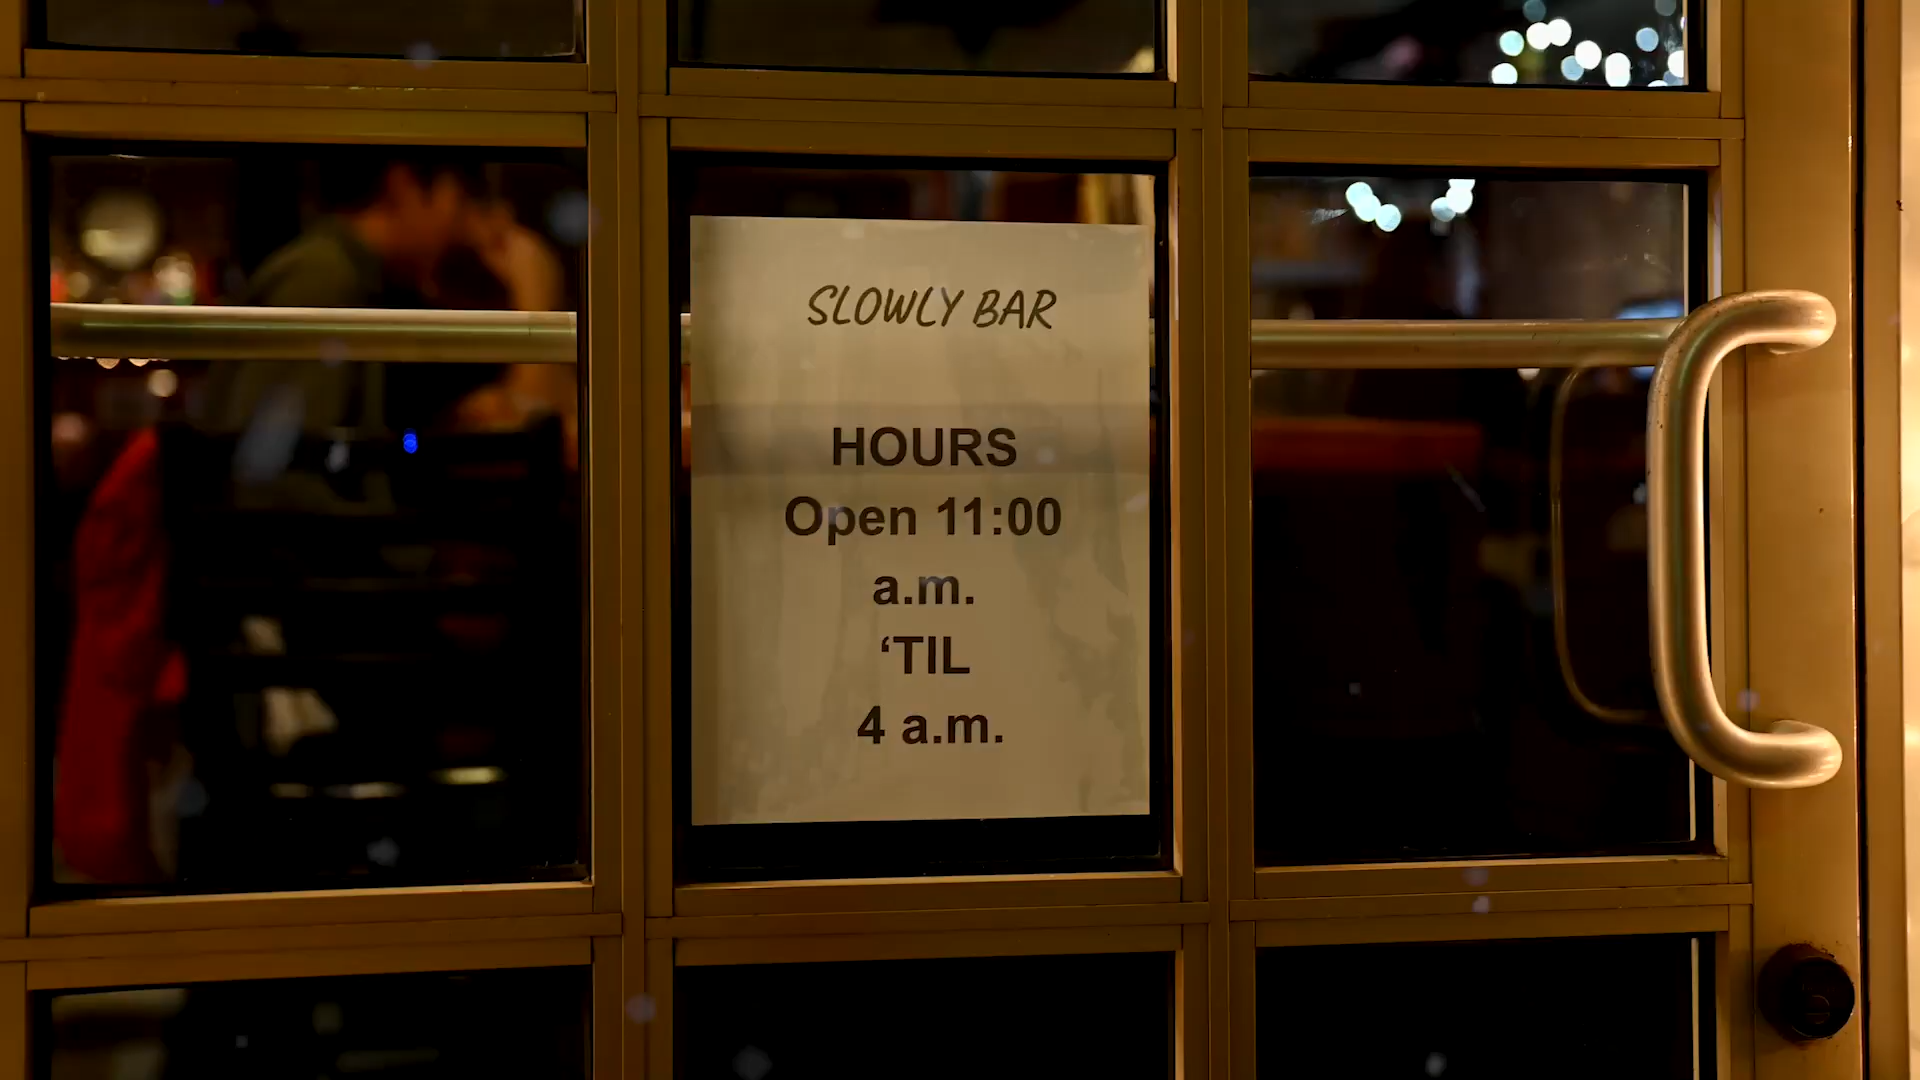 SLOWLY BAR
HOURS
Open 11:00
a.m.
‘TIL
4 a.m.